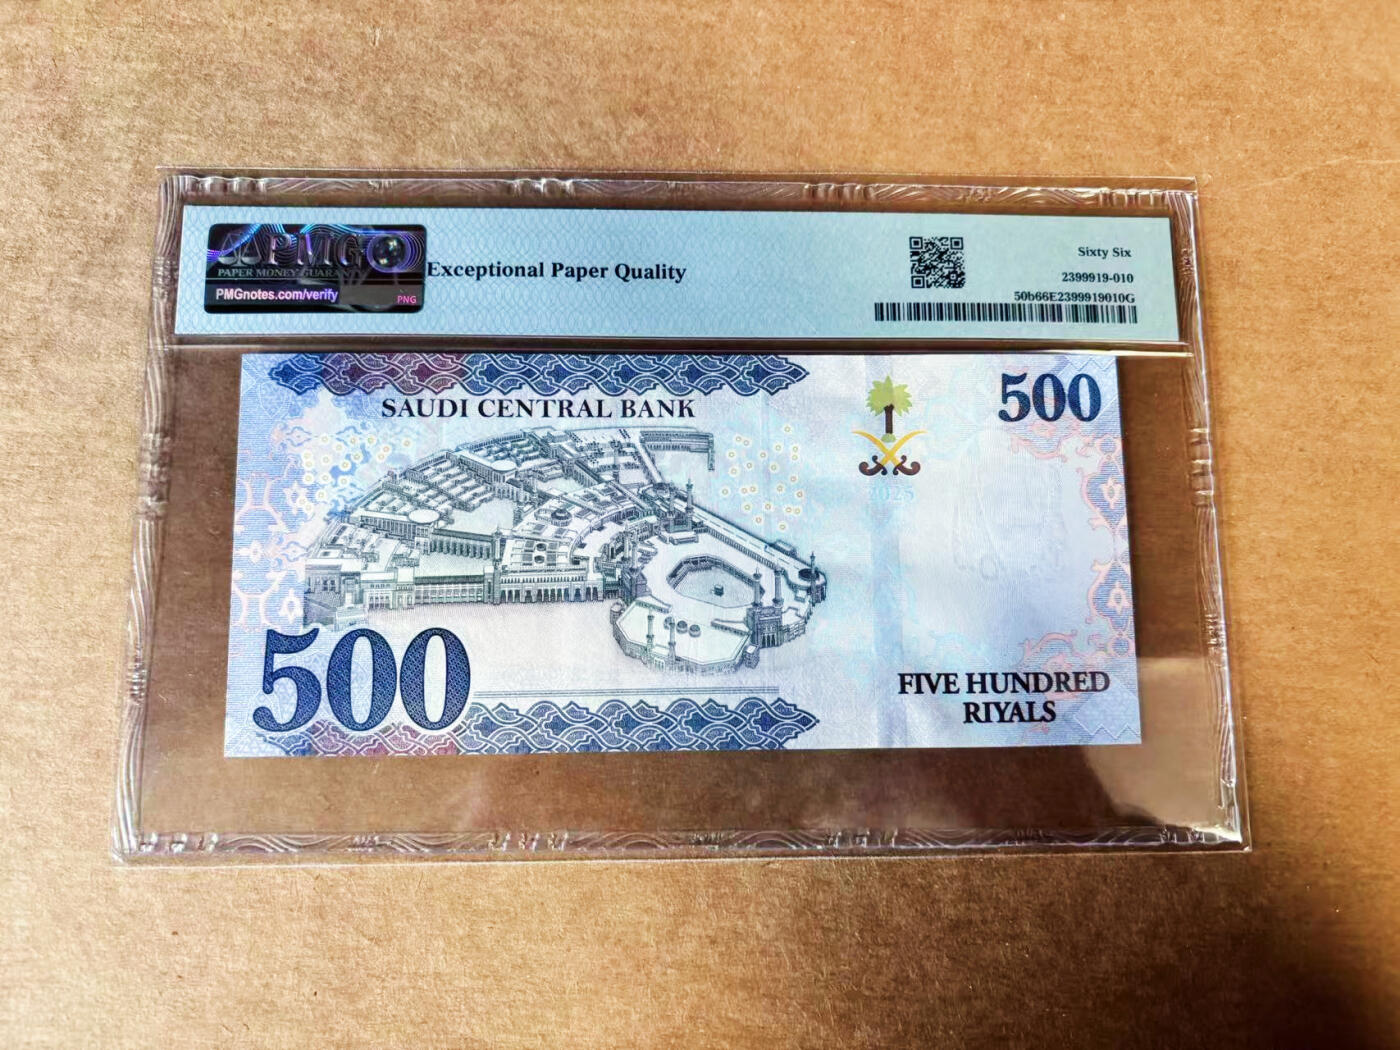 PMG
PAPER MONEY GUARANTY
PMGnotes.com/verify
PNG
Exceptional Paper Quality
Sixty Six
2399919-010
50b66E2399919010G
SAUDI CENTRAL BANK
500
2025
500
FIVE HUNDRED
RIYALS